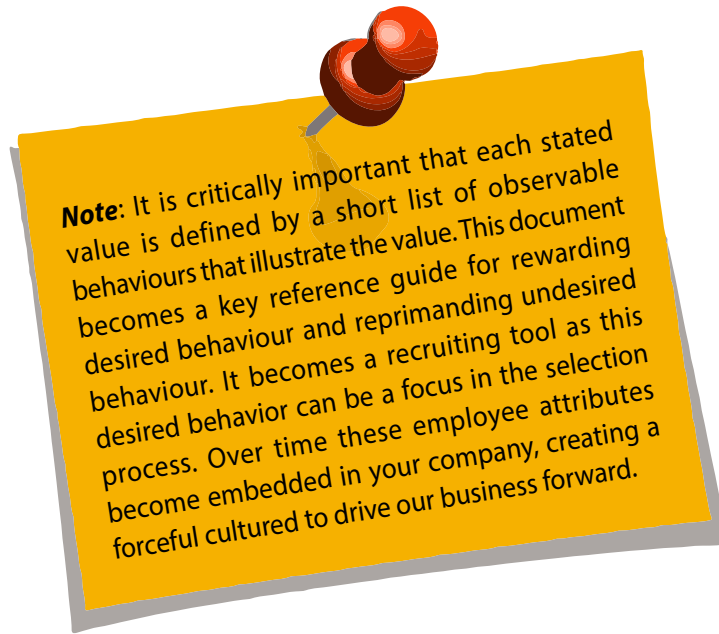 Note: It is critically important that each stated
value is defined by a short list of observable
behaviours that illustrate the value. This document
becomes a key reference guide for rewarding
desired behaviour and reprimanding undesired
behaviour. It becomes a recruiting tool as this
desired behavior can be a focus in the selection
process. Over time these employee attributes
become embedded in your company, creating a
forceful cultured to drive our business forward.